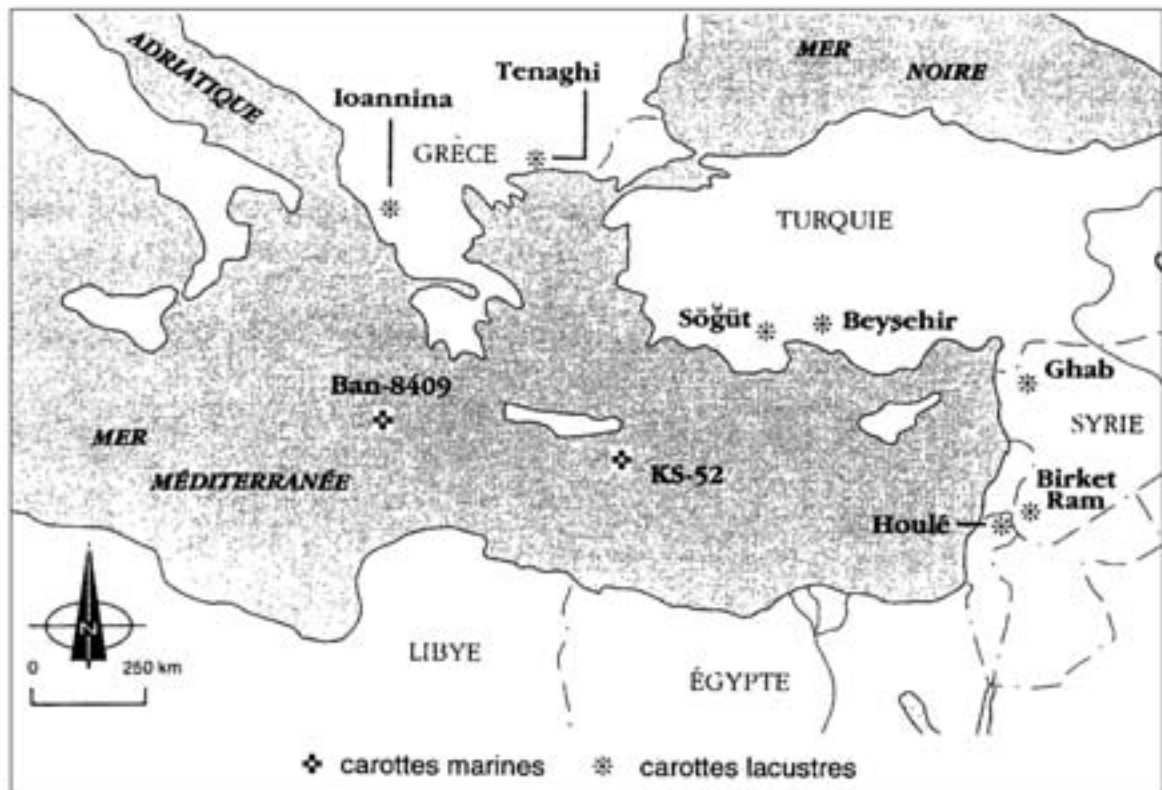 ADRIATIQUE
MER
NOIRE
Tenaghi
Ioannina
GRÈCE
TURQUIE
Söğüt
Beyşehir
Ghab
Ban-8409
SYRIE
MER
MÉDITERRANÉE
KS-52
Birket
Ram
Houlé
N
0 250 km
LIBYE
ÉGYPTE
carottes marines
carottes lacustres